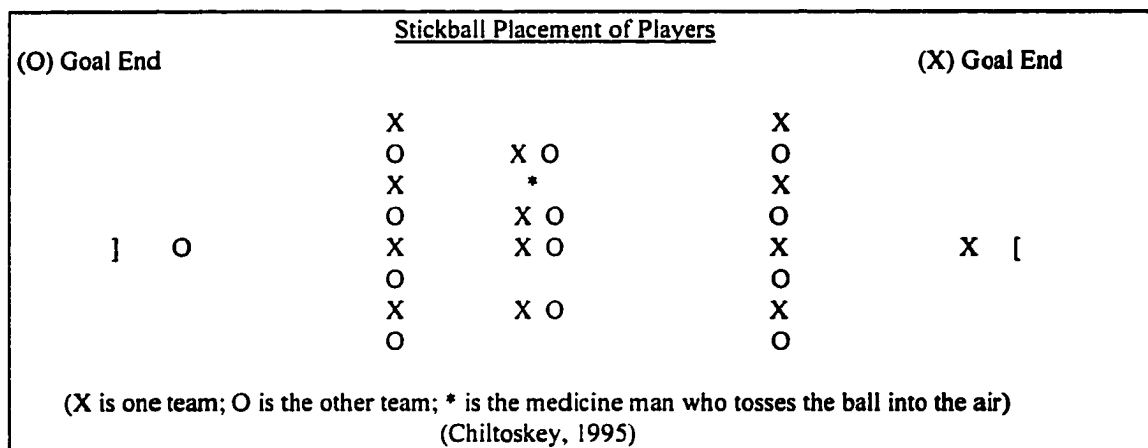 Stickball Placement of Players
(O) Goal End (X) Goal End
X X
O X O O
X * X
O X O O
] O X X O X X [
O O
X X O X
O O
(X is one team; O is the other team; * is the medicine man who tosses the ball into the air)
(Chiltoskey, 1995)